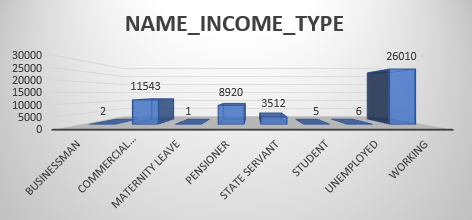 NAME_INCOME_TYPE
30000
25000
20000
15000
10000
5000
0
2
11543
1
8920
3512
5
6
26010
BUSINESSMAN
COMMERCIAL…
MATERNITY LEAVE
PENSIONER
STATE SERVANT
STUDENT
UNEMPLOYED
WORKING